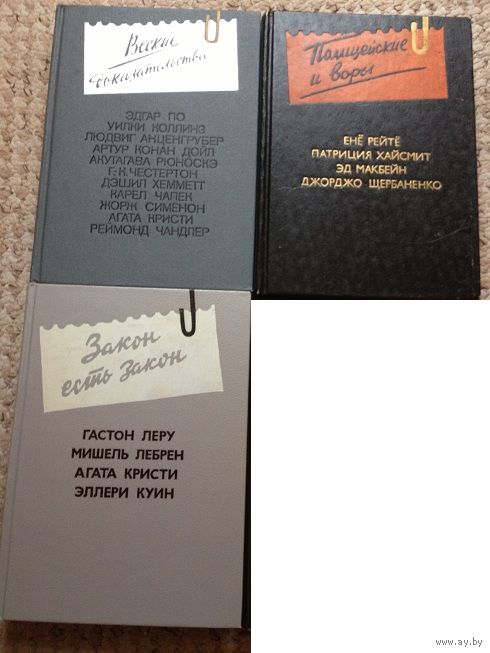 Веские
доказательства
ЭДГАР ПО
УИЛКИ КОЛЛИНЗ
ЛЮДВИГ АНЦЕНГРУБЕР
АРТУР КОНАН ДОЙЛ
АКУТАГАВА РЮНОСКЭ
Г. К. ЧЕСТЕРТОН
ДЭШИЛ ХЕММЕТТ
КАРЕЛ ЧАПЕК
ЖОРЖ СИМЕНОН
АГАТА КРИСТИ
РЕЙМОНД ЧАНДЛЕР
Полицейские
и воры
ЕНЁ РЕЙТЁ
ПАТРИЦИЯ ХАЙСМИТ
ЭД МАКБЕЙН
ДЖОРДЖО ЩЕРБАНЕНКО
Закон
есть закон
ГАСТОН ЛЕРУ
МИШЕЛЬ ЛЕБРЕН
АГАТА КРИСТИ
ЭЛЛЕРИ КУИН
www.ay.by